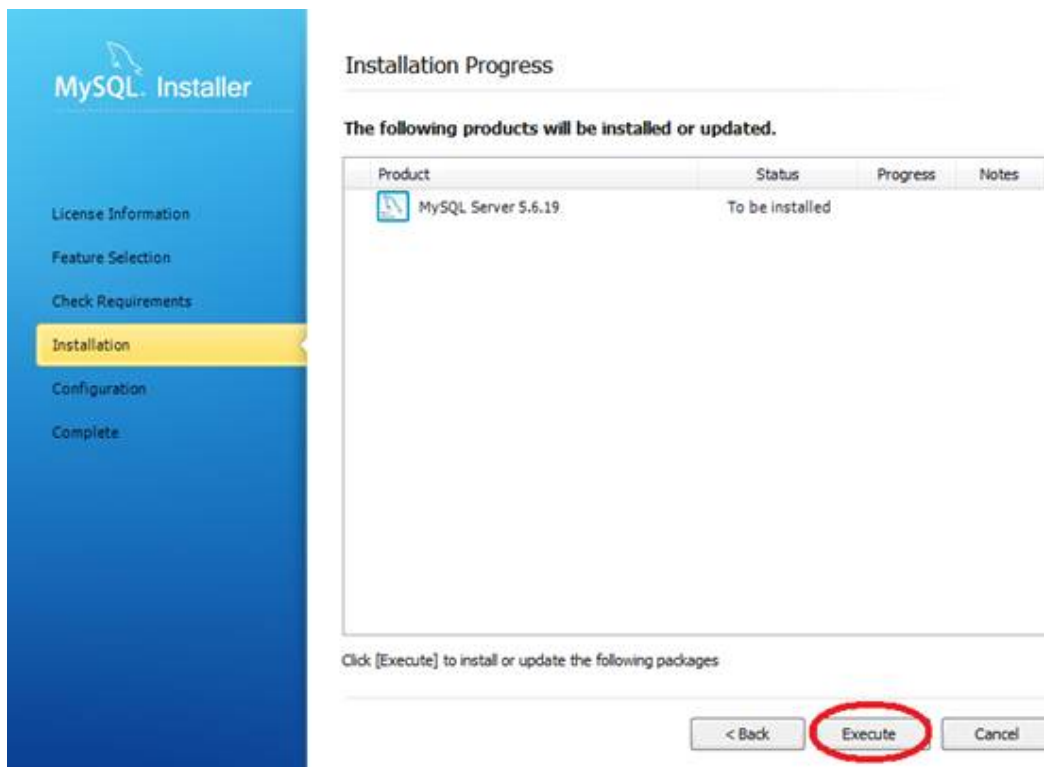 MySQL. Installer
License Information
Feature Selection
Check Requirements
Installation
Configuration
Complete
Installation Progress
The following products will be installed or updated.
Product Status Progress Notes
MySQL Server 5.6.19 To be installed
Click [Execute] to install or update the following packages
< Back Execute Cancel